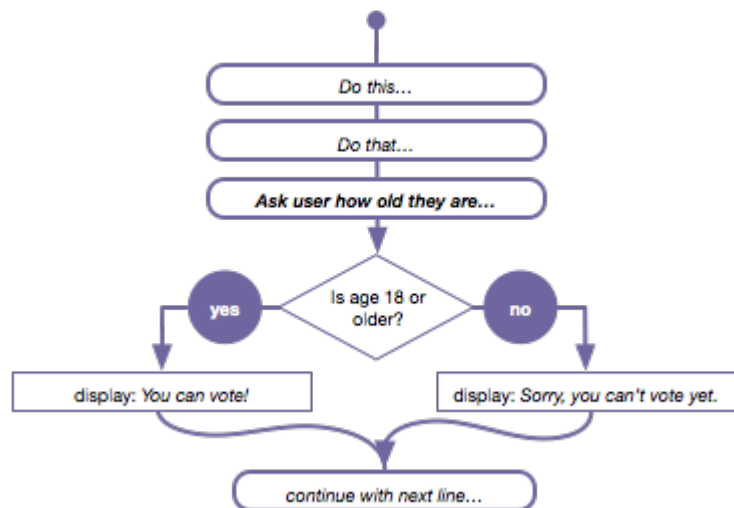 Do this…
Do that…
Ask user how old they are…
Is age 18 or
older?
yes
no
display: You can vote!
display: Sorry, you can't vote yet.
continue with next line…